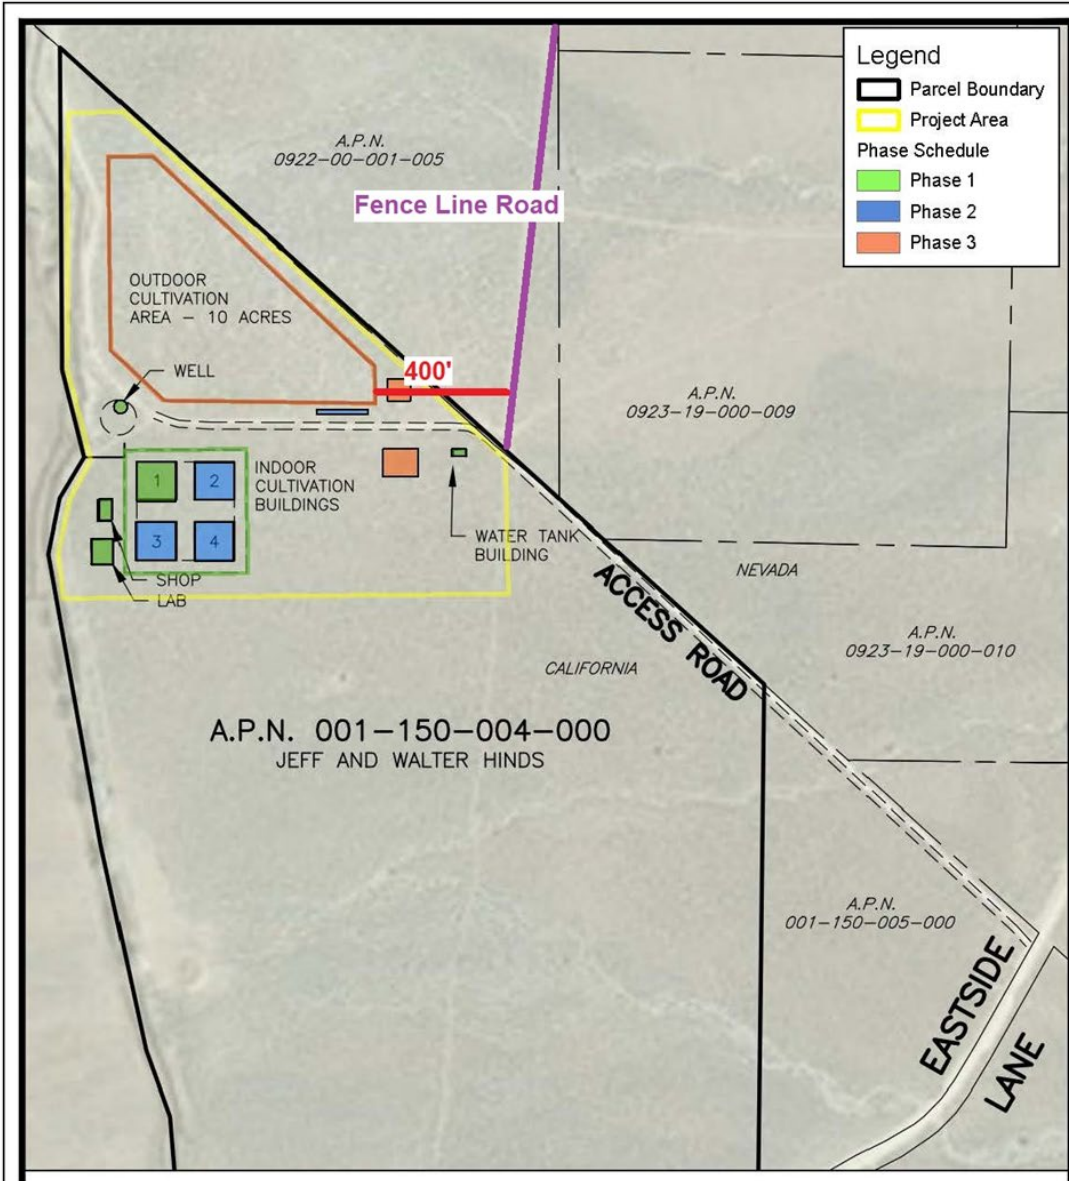 Legend
Parcel Boundary
Project Area
Phase Schedule
Phase 1
Phase 2
Phase 3
A.P.N.
0922-00-001-005
Fence Line Road
OUTDOOR
CULTIVATION
AREA - 10 ACRES
WELL
400'
A.P.N.
0923-19-000-009
1
2
3
4
INDOOR
CULTIVATION
BUILDINGS
WATER TANK
BUILDING
SHOP
LAB
NEVADA
ACCESS ROAD
CALIFORNIA
A.P.N.
0923-19-000-010
A.P.N. 001-150-004-000
JEFF AND WALTER HINDS
A.P.N.
001-150-005-000
EASTSIDE
LANE